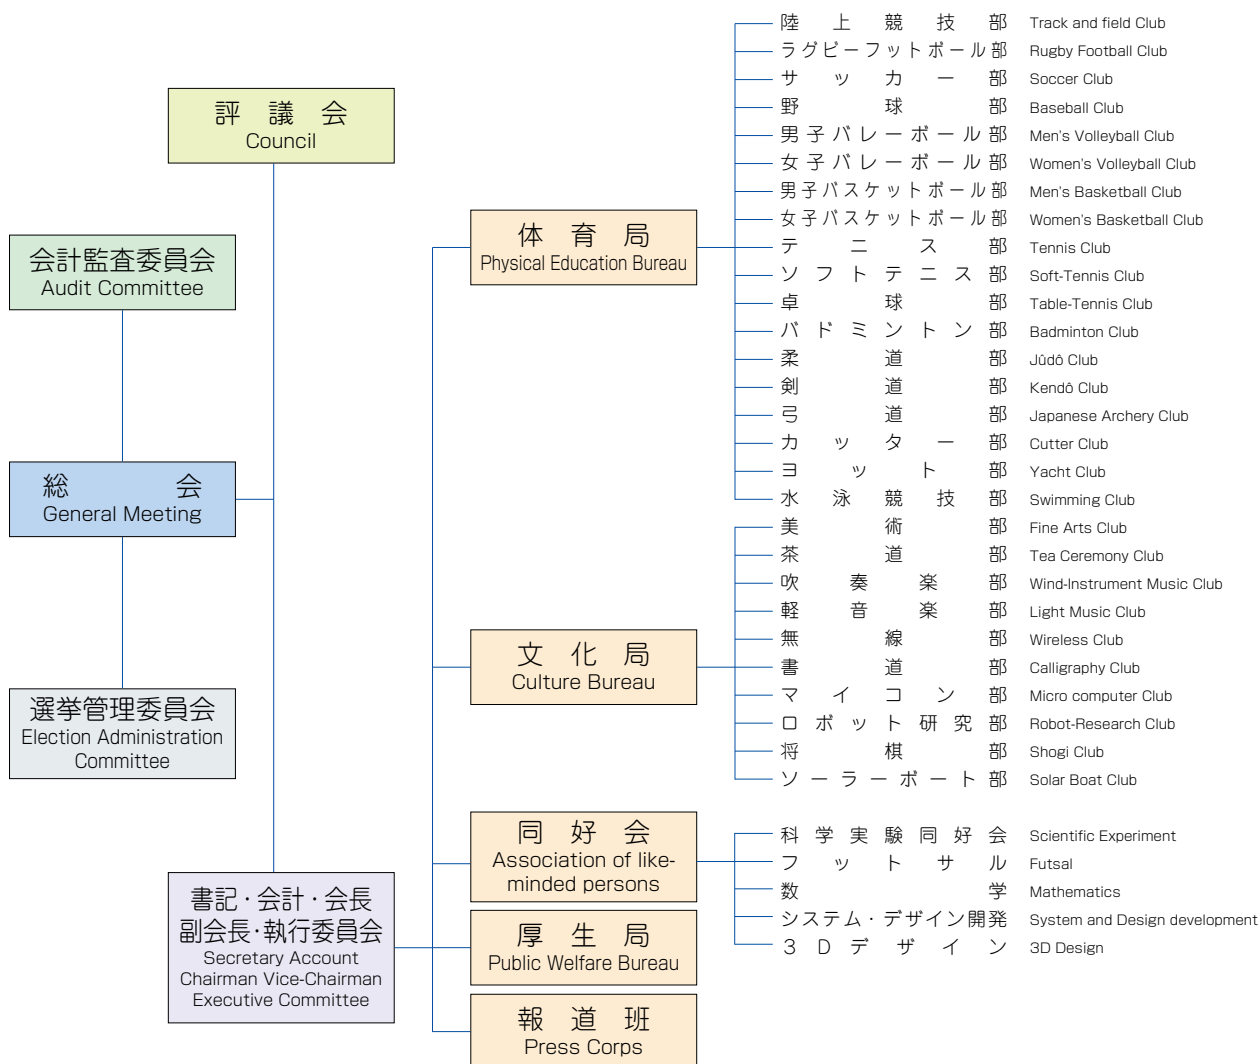 評議会
Council
会計監査委員会
Audit Committee
総会
General Meeting
選挙管理委員会
Election Administration
Committee
書記・会計・会長
副会長・執行委員会
Secretary Account
Chairman Vice-Chairman
Executive Committee
体育局
Physical Education Bureau
陸上競技部 Track and field Club
ラグビーフットボール部 Rugby Football Club
サッカー部 Soccer Club
野球部 Baseball Club
男子バレーボール部 Men's Volleyball Club
女子バレーボール部 Women's Volleyball Club
男子バスケットボール部 Men's Basketball Club
女子バスケットボール部 Women's Basketball Club
テニス部 Tennis Club
ソフトテニス部 Soft-Tennis Club
卓球部 Table-Tennis Club
バドミントン部 Badminton Club
柔道部 Jûdô Club
剣道部 Kendô Club
弓道部 Japanese Archery Club
カッター部 Cutter Club
ヨット部 Yacht Club
水泳競技部 Swimming Club
文化局
Culture Bureau
美術部 Fine Arts Club
茶道部 Tea Ceremony Club
吹奏楽部 Wind-Instrument Music Club
軽音楽部 Light Music Club
無線部 Wireless Club
書道部 Calligraphy Club
マイコン部 Micro computer Club
ロボット研究部 Robot-Research Club
将棋部 Shogi Club
ソーラーボート部 Solar Boat Club
同好会
Association of like-
minded persons
科学実験同好会 Scientific Experiment
フットサル Futsal
数学 Mathematics
システム・デザイン開発 System and Design development
3Dデザイン 3D Design
厚生局
Public Welfare Bureau
報道班
Press Corps